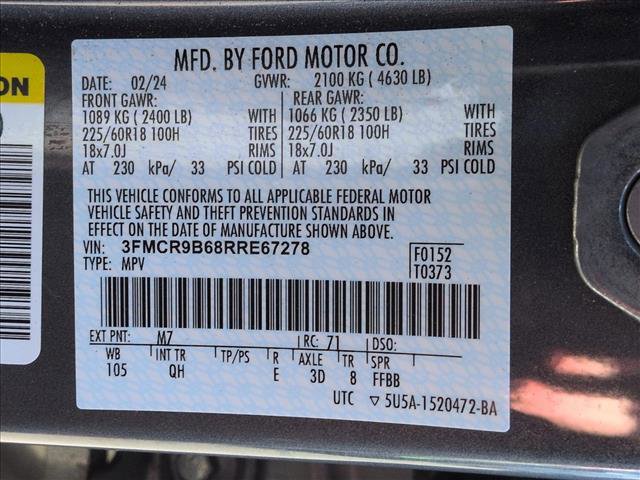 ON
MFD. BY FORD MOTOR CO.
DATE: 02/24 GVWR: 2100 KG ( 4630 LB)
FRONT GAWR: REAR GAWR:
1089 KG ( 2400 LB) WITH 1066 KG ( 2350 LB) WITH
225/60R18 100H TIRES 225/60R18 100H TIRES
18x7.0J RIMS 18x7.0J RIMS
AT 230 kPa/ 33 PSI COLD AT 230 kPa/ 33 PSI COLD
THIS VEHICLE CONFORMS TO ALL APPLICABLE FEDERAL MOTOR
VEHICLE SAFETY AND THEFT PREVENTION STANDARDS IN
EFFECT ON THE DATE OF MANUFACTURE SHOWN ABOVE.
VIN: 3FMCR9B68RRE67278 F0152
TYPE: MPV T0373
EXT PNT: M7 RC: 71 DSO:
WB INT TR TP/PS R AXLE TR SPR
105 QH E 3D 8 FFBB
UTC ▽ 5U5A-1520472-BA